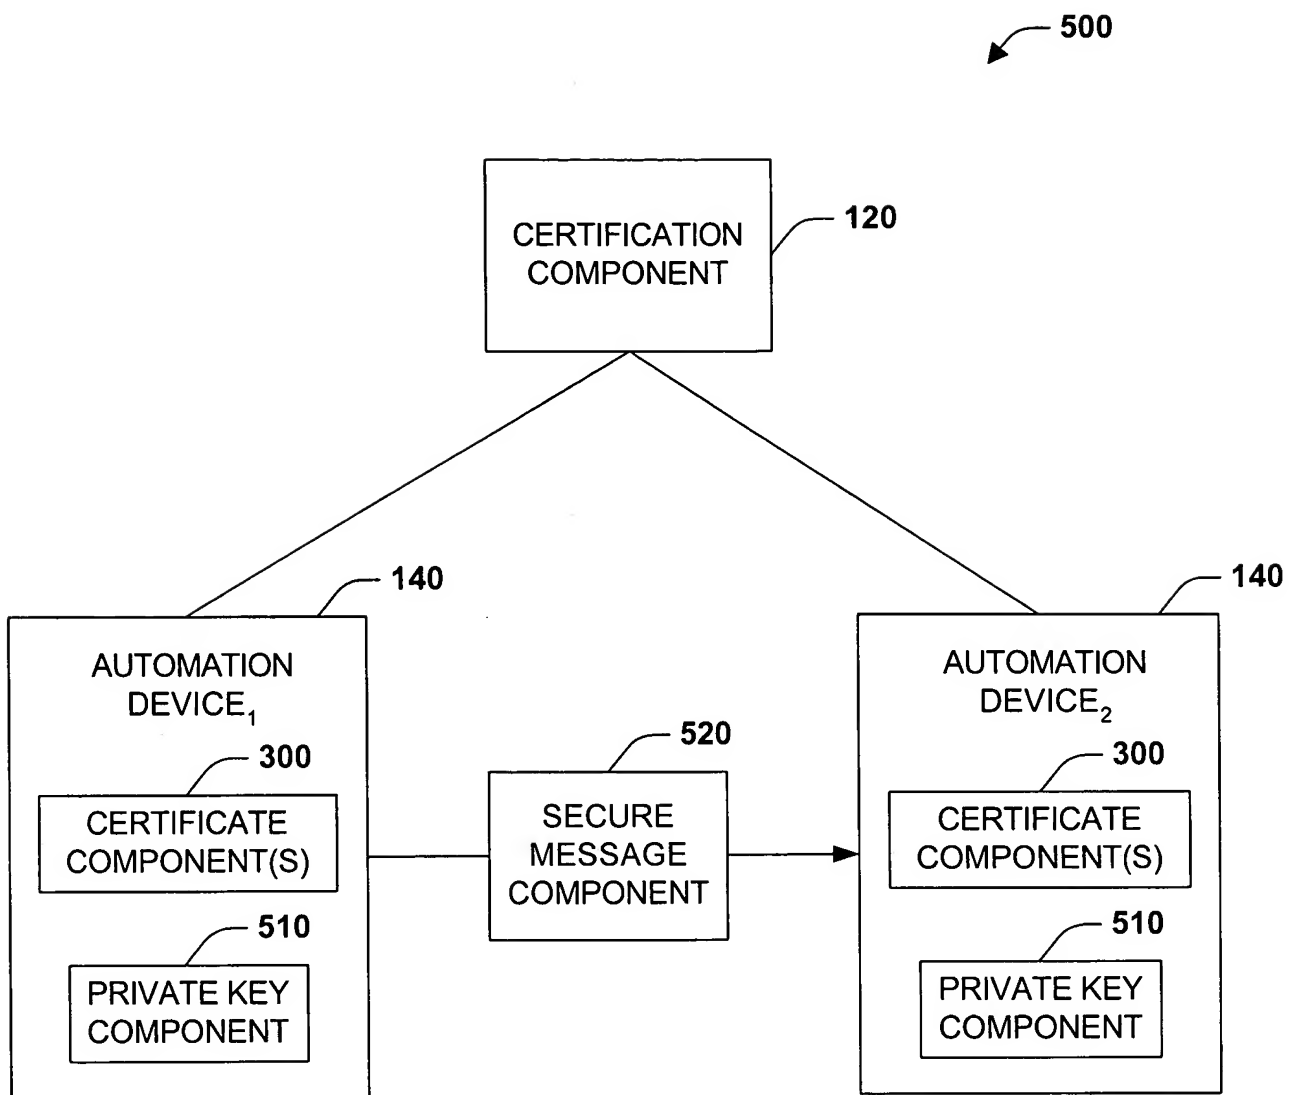 500
CERTIFICATION
COMPONENT
120
140
AUTOMATION
DEVICE₁
300
CERTIFICATE
COMPONENT(S)
510
PRIVATE KEY
COMPONENT
520
SECURE
MESSAGE
COMPONENT
140
AUTOMATION
DEVICE₂
300
CERTIFICATE
COMPONENT(S)
510
PRIVATE KEY
COMPONENT